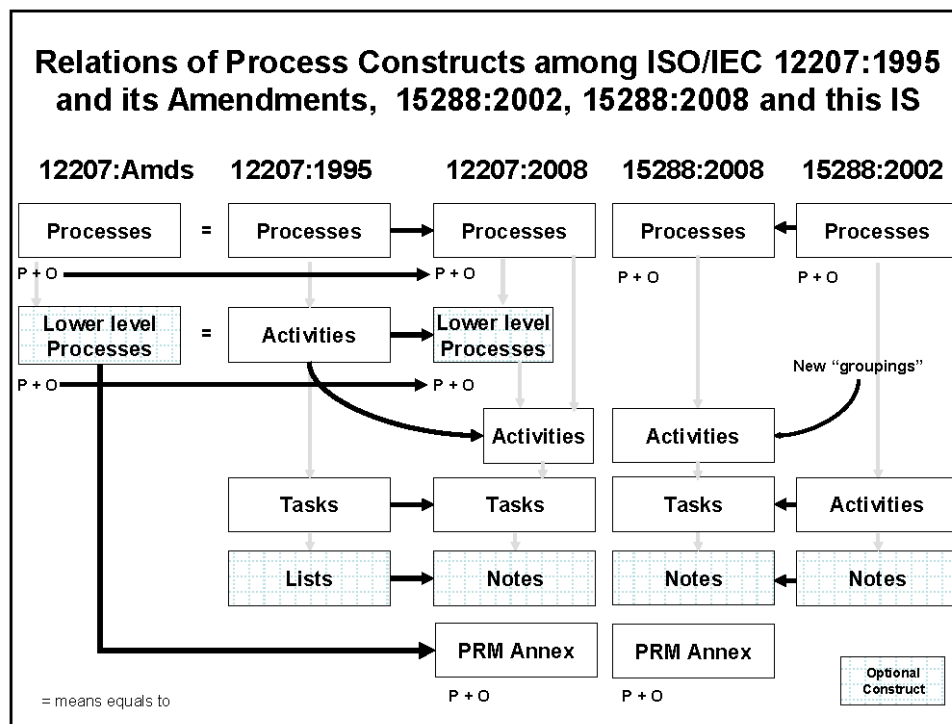 Relations of Process Constructs among ISO/IEC 12207:1995
and its Amendments, 15288:2002, 15288:2008 and this IS
12207:Amds 12207:1995 12207:2008 15288:2008 15288:2002
Processes = Processes Processes Processes Processes
P + O P + O P + O
Lower level
Processes
= Activities
Lower level
Processes
New “groupings”
P + O P + O
Activities Activities
Tasks Tasks Tasks Activities
Lists Notes Notes Notes
PRM Annex PRM Annex
P + O P + O
Optional
Construct
= means equals to